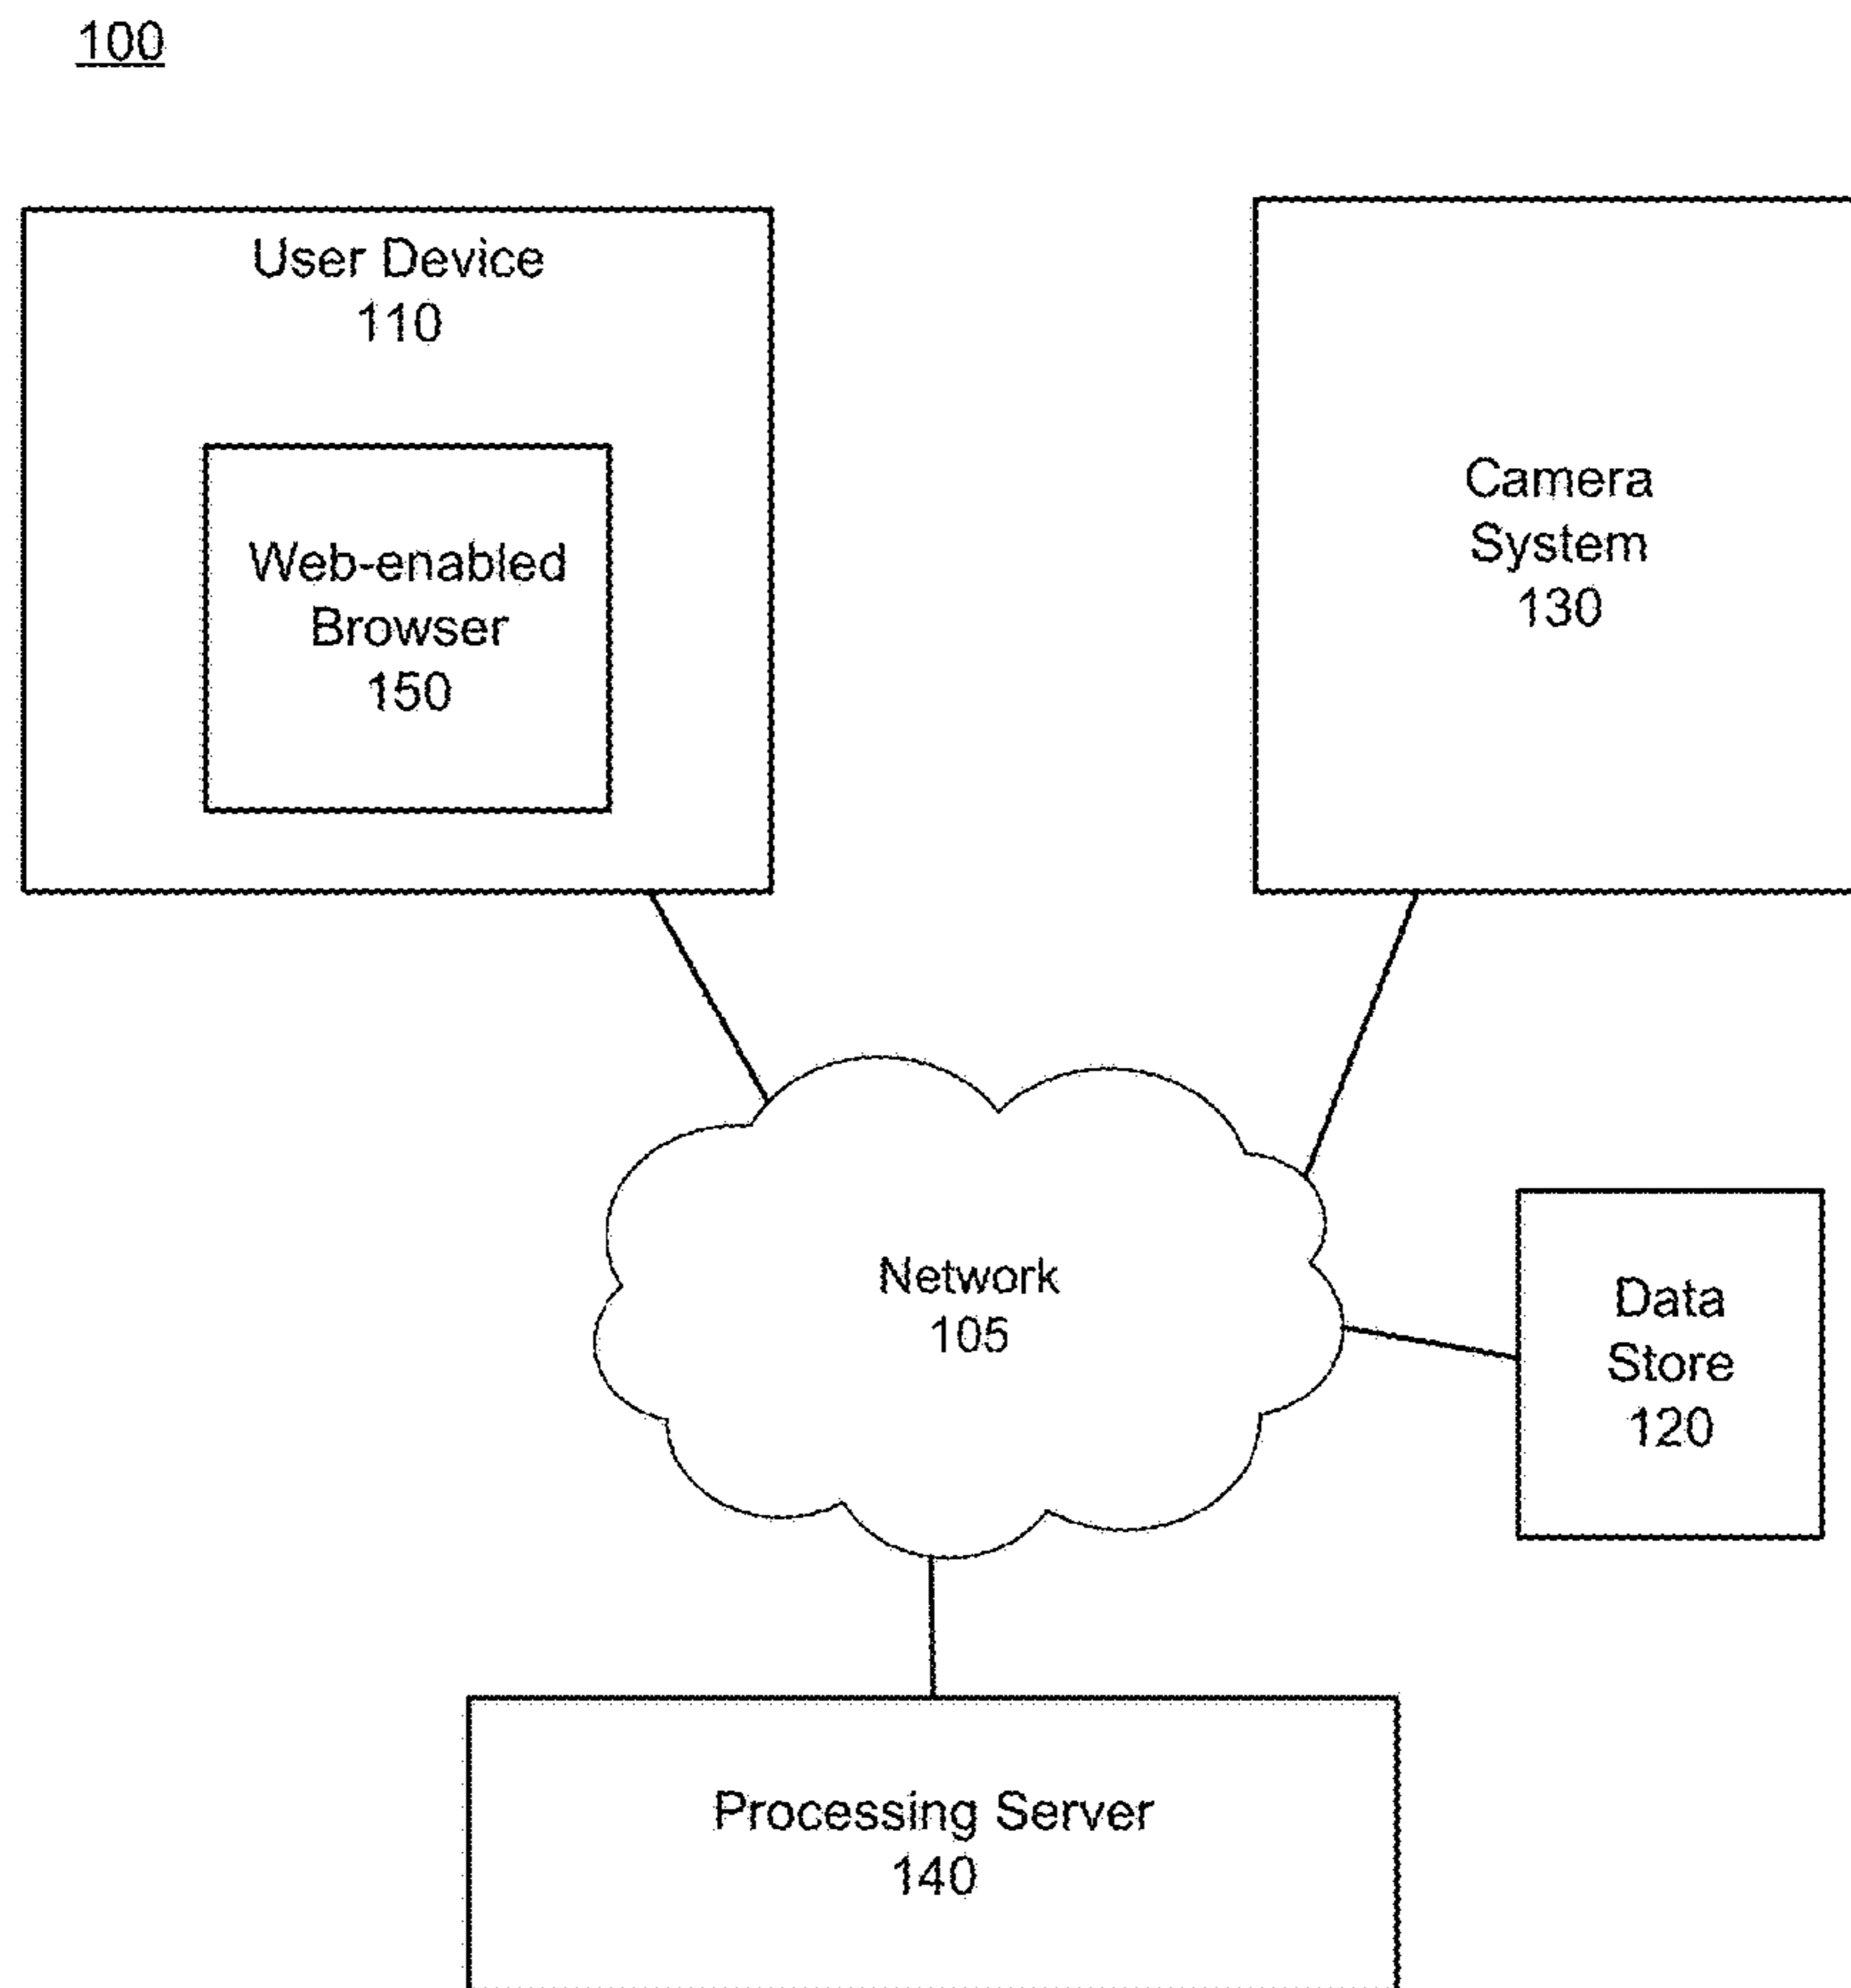 100
User Device
110
Web-enabled
Browser
150
Camera
System
130
Network
105
Data
Store
120
Processing Server
140